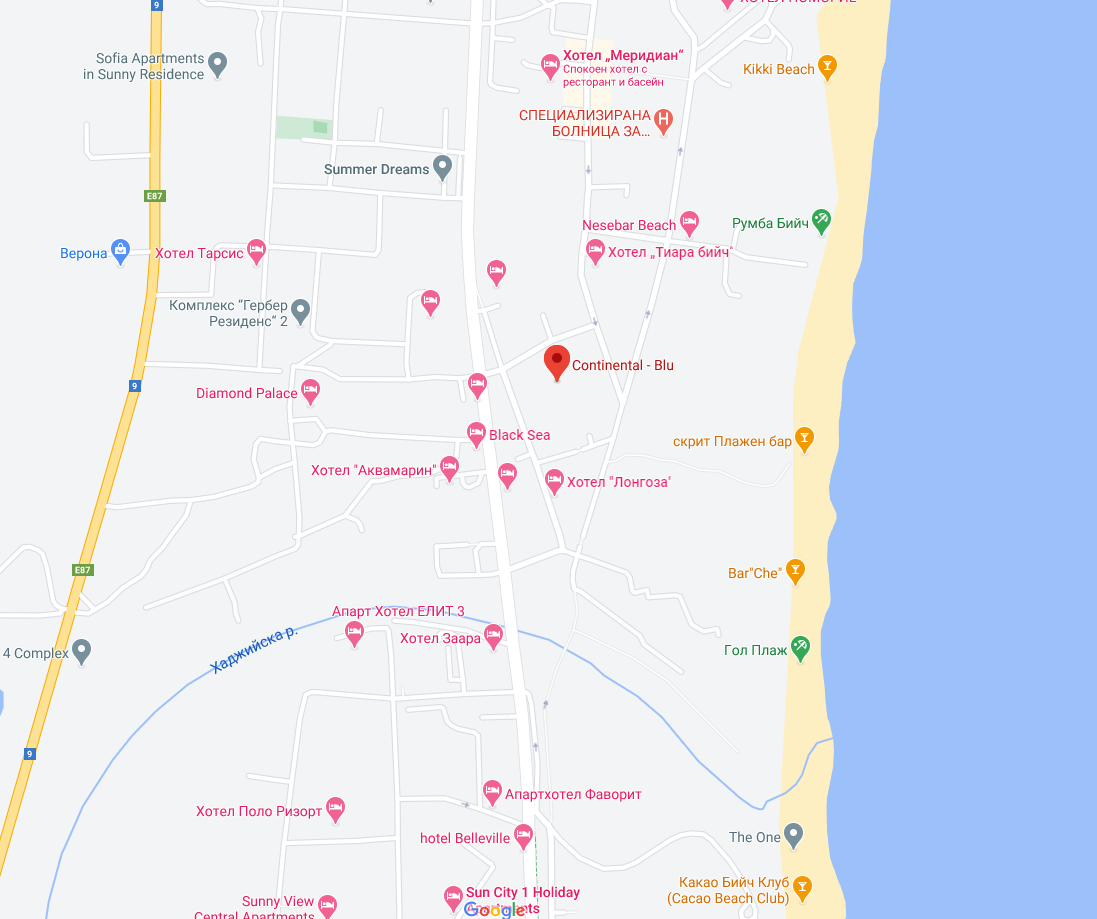 9
ХОТЕЛ ПОМОРИЕ
Sofia Apartments
in Sunny Residence
Хотел „Меридиан“
Спокоен хотел с
ресторант и басейн
Kikki Beach
СПЕЦИАЛИЗИРАНА
БОЛНИЦА ЗА...
Summer Dreams
E87
Nesebar Beach
Румба Бийч
Верона
Хотел Тарсис
Хотел „Тиара бийч"
Комплекс “Гербер
Резиденс“ 2
Continental - Blu
9
Diamond Palace
Black Sea
скрит Плажен бар
Хотел "Аквамарин"
Хотел "Лонгоза"
E87
Bar"Che"
Апарт Хотел ЕЛИТ 3
Хаджийска р.
Хотел Заара
4 Complex
Гол Плаж
9
Апартхотел Фаворит
Хотел Поло Ризорт
hotel Belleville
The One
Какао Бийч Клуб
(Cacao Beach Club)
Sun City 1 Holiday
Apartments
Sunny View
Central Apartments
Google